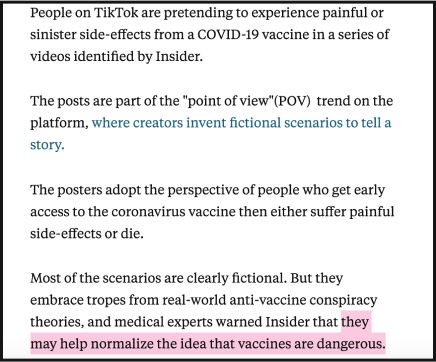 People on TikTok are pretending to experience painful or
sinister side-effects from a COVID-19 vaccine in a series of
videos identified by Insider.
The posts are part of the "point of view"(POV) trend on the
platform, where creators invent fictional scenarios to tell a
story.
The posters adopt the perspective of people who get early
access to the coronavirus vaccine then either suffer painful
side-effects or die.
Most of the scenarios are clearly fictional. But they
embrace tropes from real-world anti-vaccine conspiracy
theories, and medical experts warned Insider that they
may help normalize the idea that vaccines are dangerous.